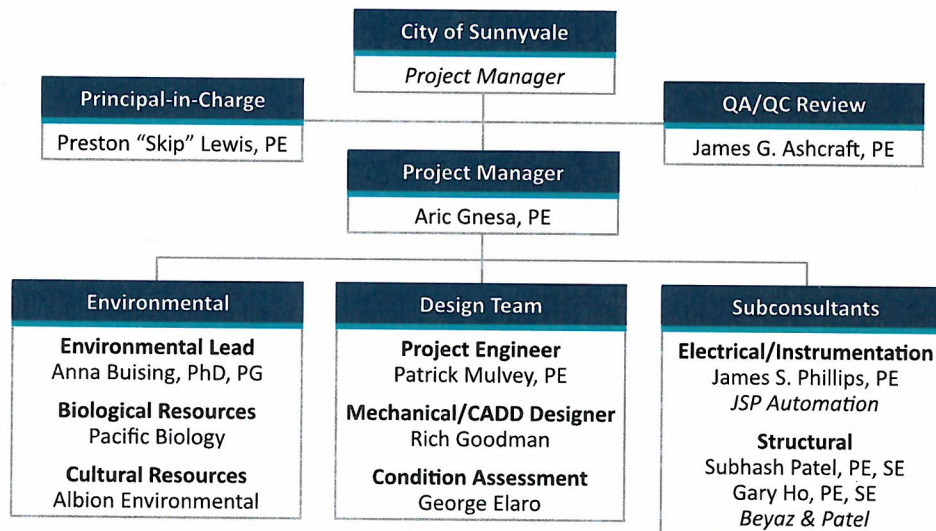 City of Sunnyvale
Project Manager
Principal-in-Charge
Preston “Skip” Lewis, PE
QA/QC Review
James G. Ashcraft, PE
Project Manager
Aric Gnesa, PE
Environmental
Environmental Lead
Anna Buising, PhD, PG
Biological Resources
Pacific Biology
Cultural Resources
Albion Environmental
Design Team
Project Engineer
Patrick Mulvey, PE
Mechanical/CADD Designer
Rich Goodman
Condition Assessment
George Elaro
Subconsultants
Electrical/Instrumentation
James S. Phillips, PE
JSP Automation
Structural
Subhash Patel, PE, SE
Gary Ho, PE, SE
Beyaz & Patel